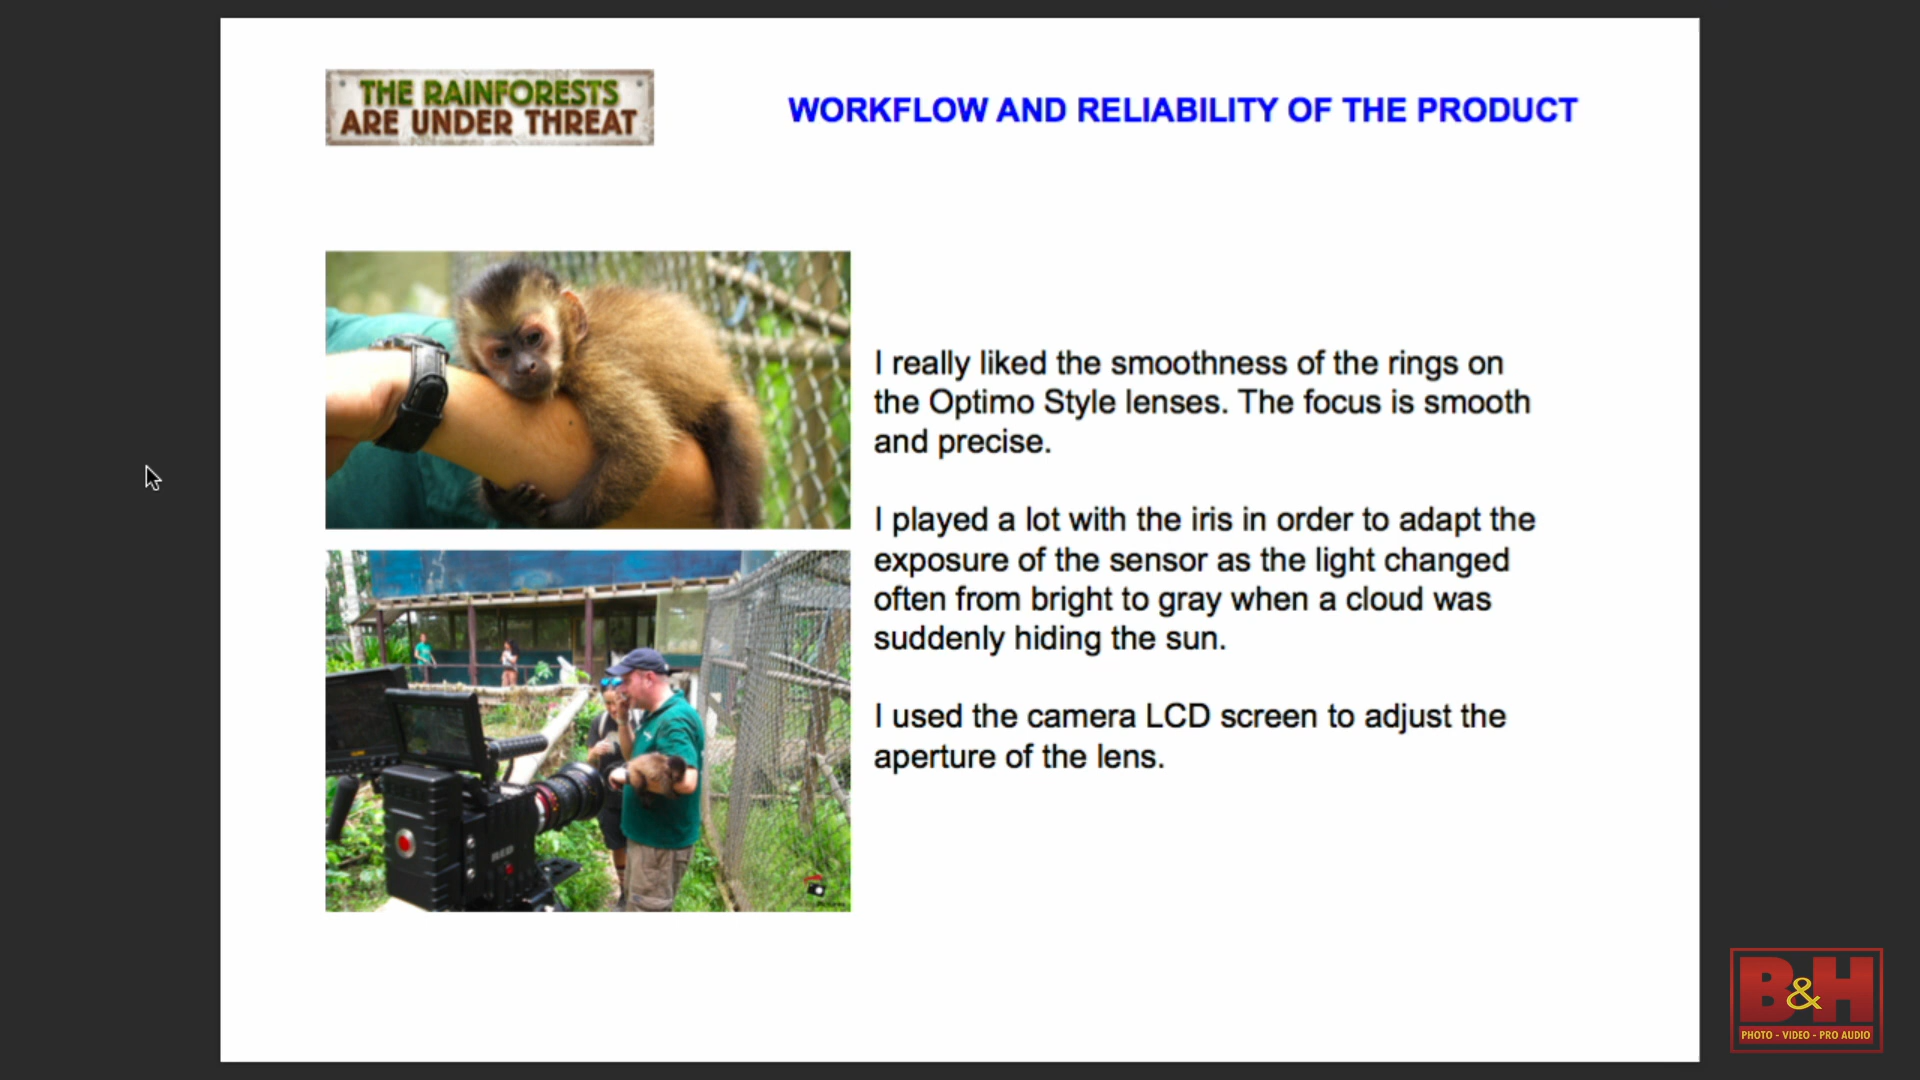 THE RAINFORESTS
ARE UNDER THREAT
WORKFLOW AND RELIABILITY OF THE PRODUCT
I really liked the smoothness of the rings on
the Optimo Style lenses. The focus is smooth
and precise.
I played a lot with the iris in order to adapt the
exposure of the sensor as the light changed
often from bright to gray when a cloud was
suddenly hiding the sun.
I used the camera LCD screen to adjust the
aperture of the lens.
RED
B&H
PHOTO - VIDEO - PRO AUDIO